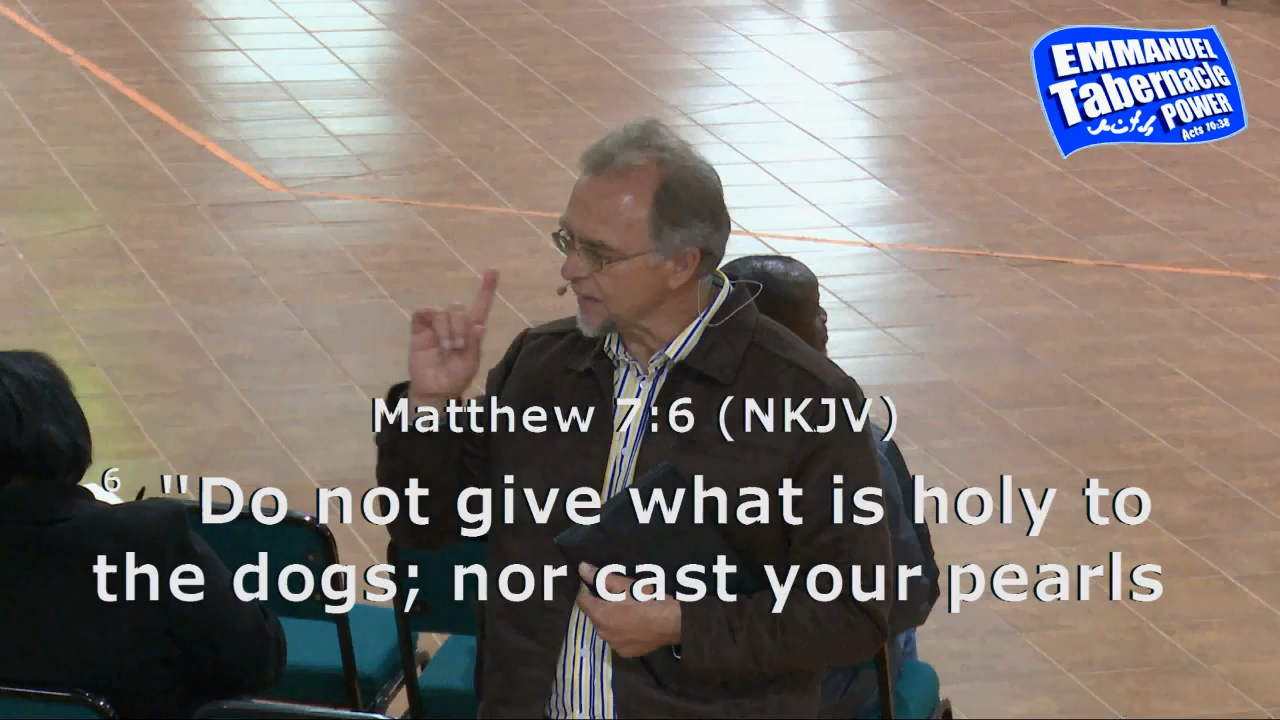 EMMANUEL
Tabernacle
with POWER
Acts 10:38
Matthew 7:6 (NKJV)
6 "Do not give what is holy to
the dogs; nor cast your pearls